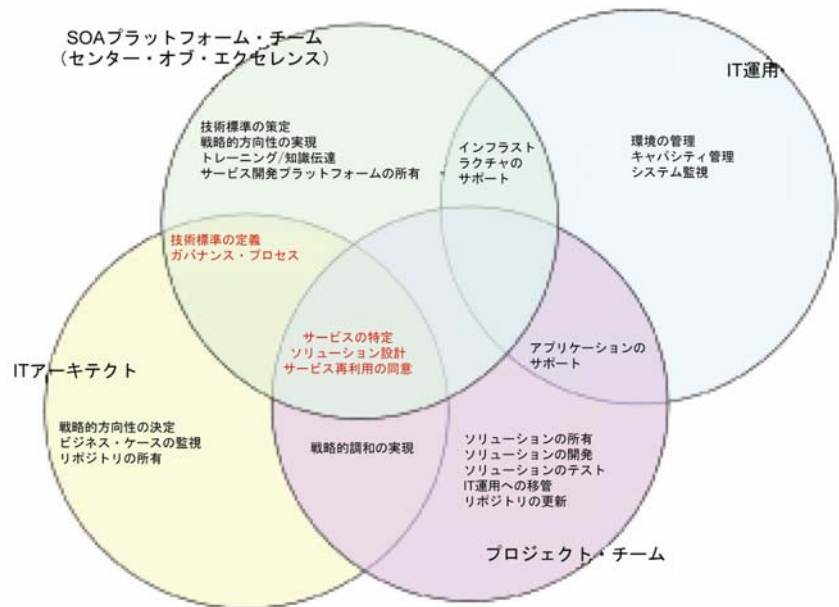 SOAプラットフォーム・チーム
(センター・オブ・エクセレンス)
IT運用
技術標準の策定
戦略的方向性の実現
トレーニング/知識伝達
サービス開発プラットフォームの所有
インフラスト
ラクチャの
サポート
環境の管理
キャパシティ管理
システム監視
技術標準の定義
ガバナンス・プロセス
サービスの特定
ソリューション設計
サービス再利用の同意
アプリケーションの
サポート
ITアーキテクト
戦略的方向性の決定
ビジネス・ケースの監視
リポジトリの所有
戦略的調和の実現
ソリューションの所有
ソリューションの開発
ソリューションのテスト
IT運用への移管
リポジトリの更新
プロジェクト・チーム